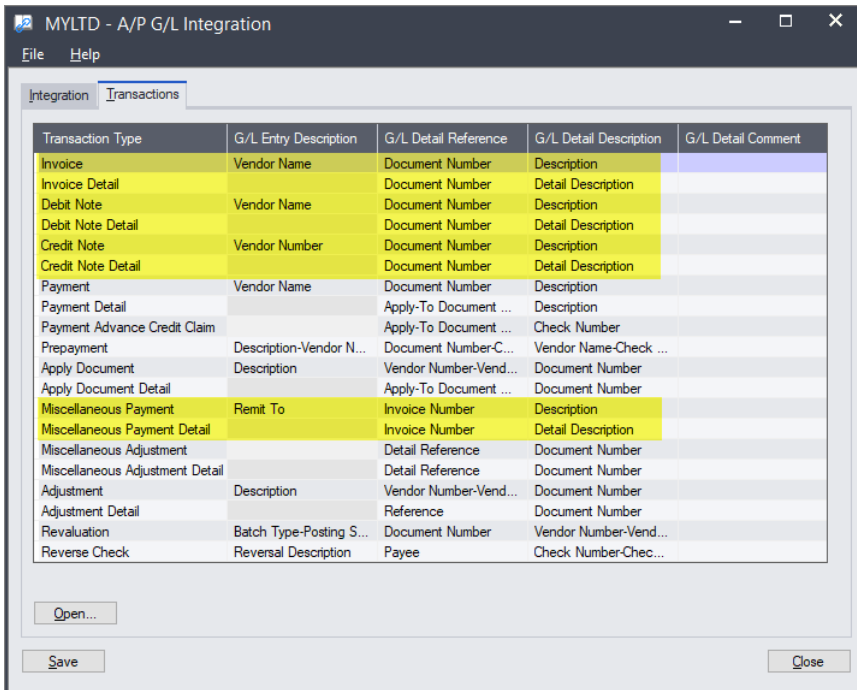 MYLTD - A/P G/L Integration
File Help
Integration Transactions
Transaction Type G/L Entry Description G/L Detail Reference G/L Detail Description G/L Detail Comment
Invoice Vendor Name Document Number Description
Invoice Detail Document Number Detail Description
Debit Note Vendor Name Document Number Description
Debit Note Detail Document Number Detail Description
Credit Note Vendor Number Document Number Description
Credit Note Detail Document Number Detail Description
Payment Vendor Name Document Number Description
Payment Detail Apply-To Document ... Description
Payment Advance Credit Claim Apply-To Document ... Check Number
Prepayment Description-Vendor N... Document Number-C... Vendor Name-Check ...
Apply Document Description Vendor Number-Vend... Document Number
Apply Document Detail Apply-To Document ... Document Number
Miscellaneous Payment Remit To Invoice Number Description
Miscellaneous Payment Detail Invoice Number Detail Description
Miscellaneous Adjustment Detail Reference Document Number
Miscellaneous Adjustment Detail Detail Reference Document Number
Adjustment Description Vendor Number-Vend... Document Number
Adjustment Detail Reference Document Number
Revaluation Batch Type-Posting S... Document Number Vendor Number-Vend...
Reverse Check Reversal Description Payee Check Number-Chec...
Open...
Save Close